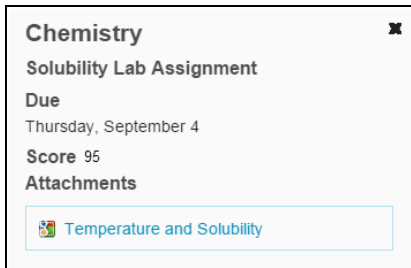 Chemistry
Solubility Lab Assignment
Due
Thursday, September 4
Score 95
Attachments
Temperature and Solubility